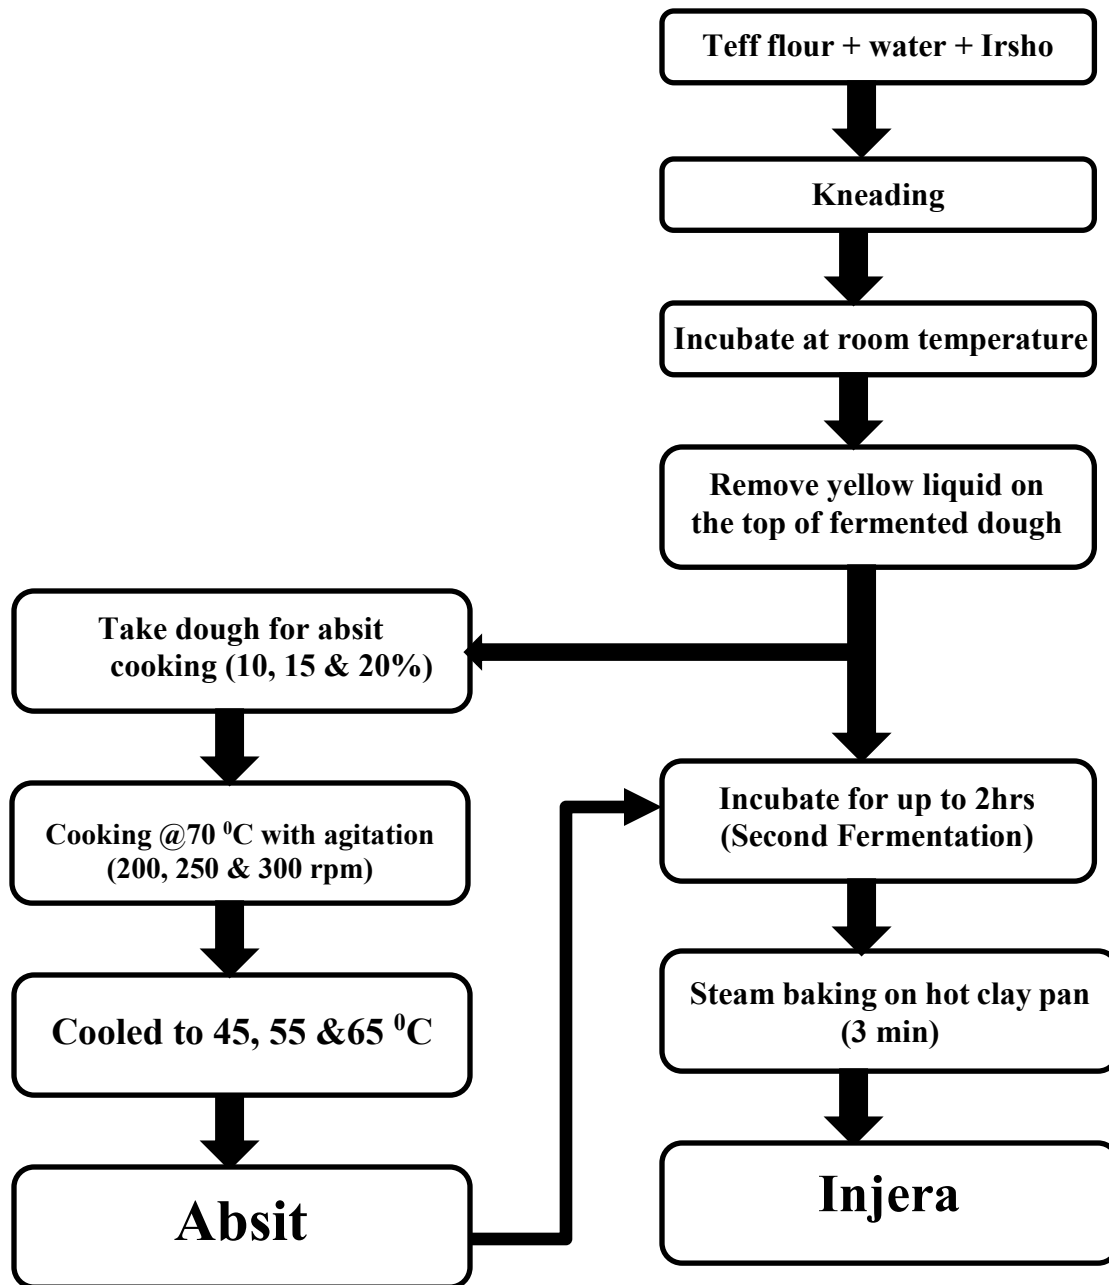 Teff flour + water + Irsho
Kneading
Incubate at room temperature
Remove yellow liquid on
the top of fermented dough
Take dough for absit
cooking (10, 15 & 20%)
Cooking @70 ⁰C with agitation
(200, 250 & 300 rpm)
Cooled to 45, 55 &65 ⁰C
Absit
Incubate for up to 2hrs
(Second Fermentation)
Steam baking on hot clay pan
(3 min)
Injera